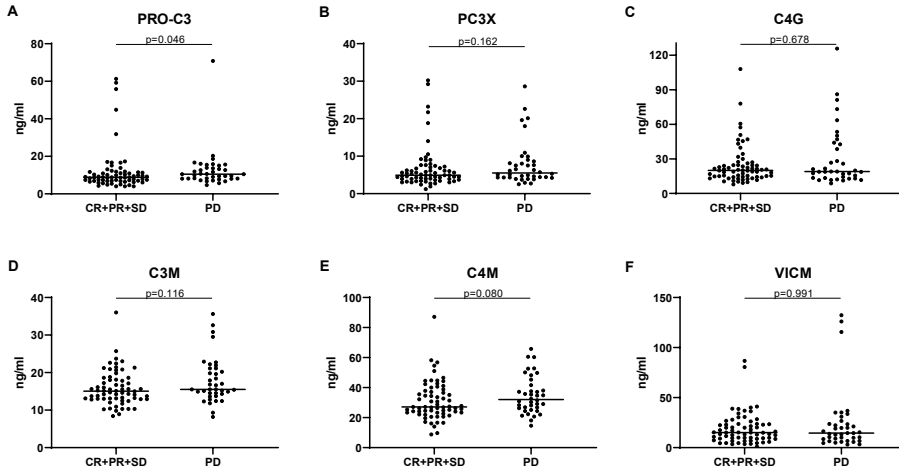 A
PRO-C3
p=0.046
ng/ml
80
60
40
20
0
CR+PR+SD
PD
B
PC3X
p=0.162
ng/ml
40
30
20
10
0
CR+PR+SD
PD
C
C4G
p=0.678
ng/ml
120
90
60
30
0
CR+PR+SD
PD
D
C3M
p=0.116
ng/ml
40
30
20
10
0
CR+PR+SD
PD
E
C4M
p=0.080
ng/ml
100
80
60
40
20
0
CR+PR+SD
PD
F
VICM
p=0.991
ng/ml
150
100
50
0
CR+PR+SD
PD